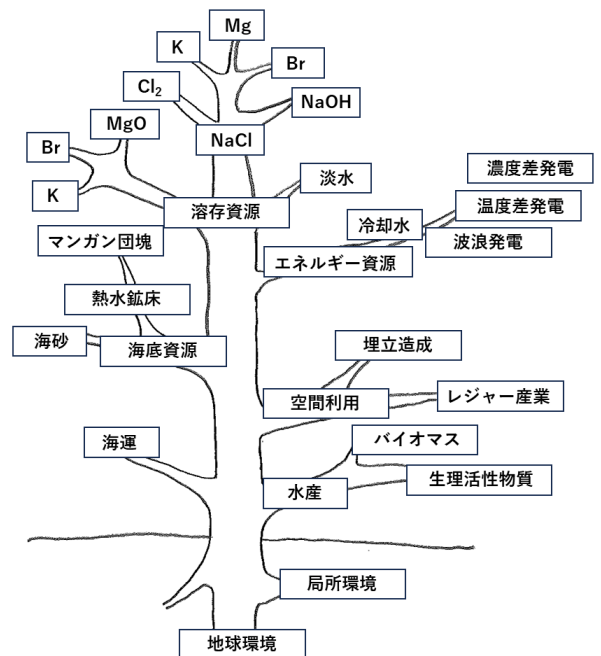 Mg
K
Br
Cl₂
NaOH
MgO
NaCl
Br
K
淡水
濃度差発電
溶存資源
温度差発電
冷却水
マンガン団塊
波浪発電
エネルギー資源
熱水鉱床
海砂
海底資源
埋立造成
空間利用
レジャー産業
海運
バイオマス
生理活性物質
水産
局所環境
地球環境